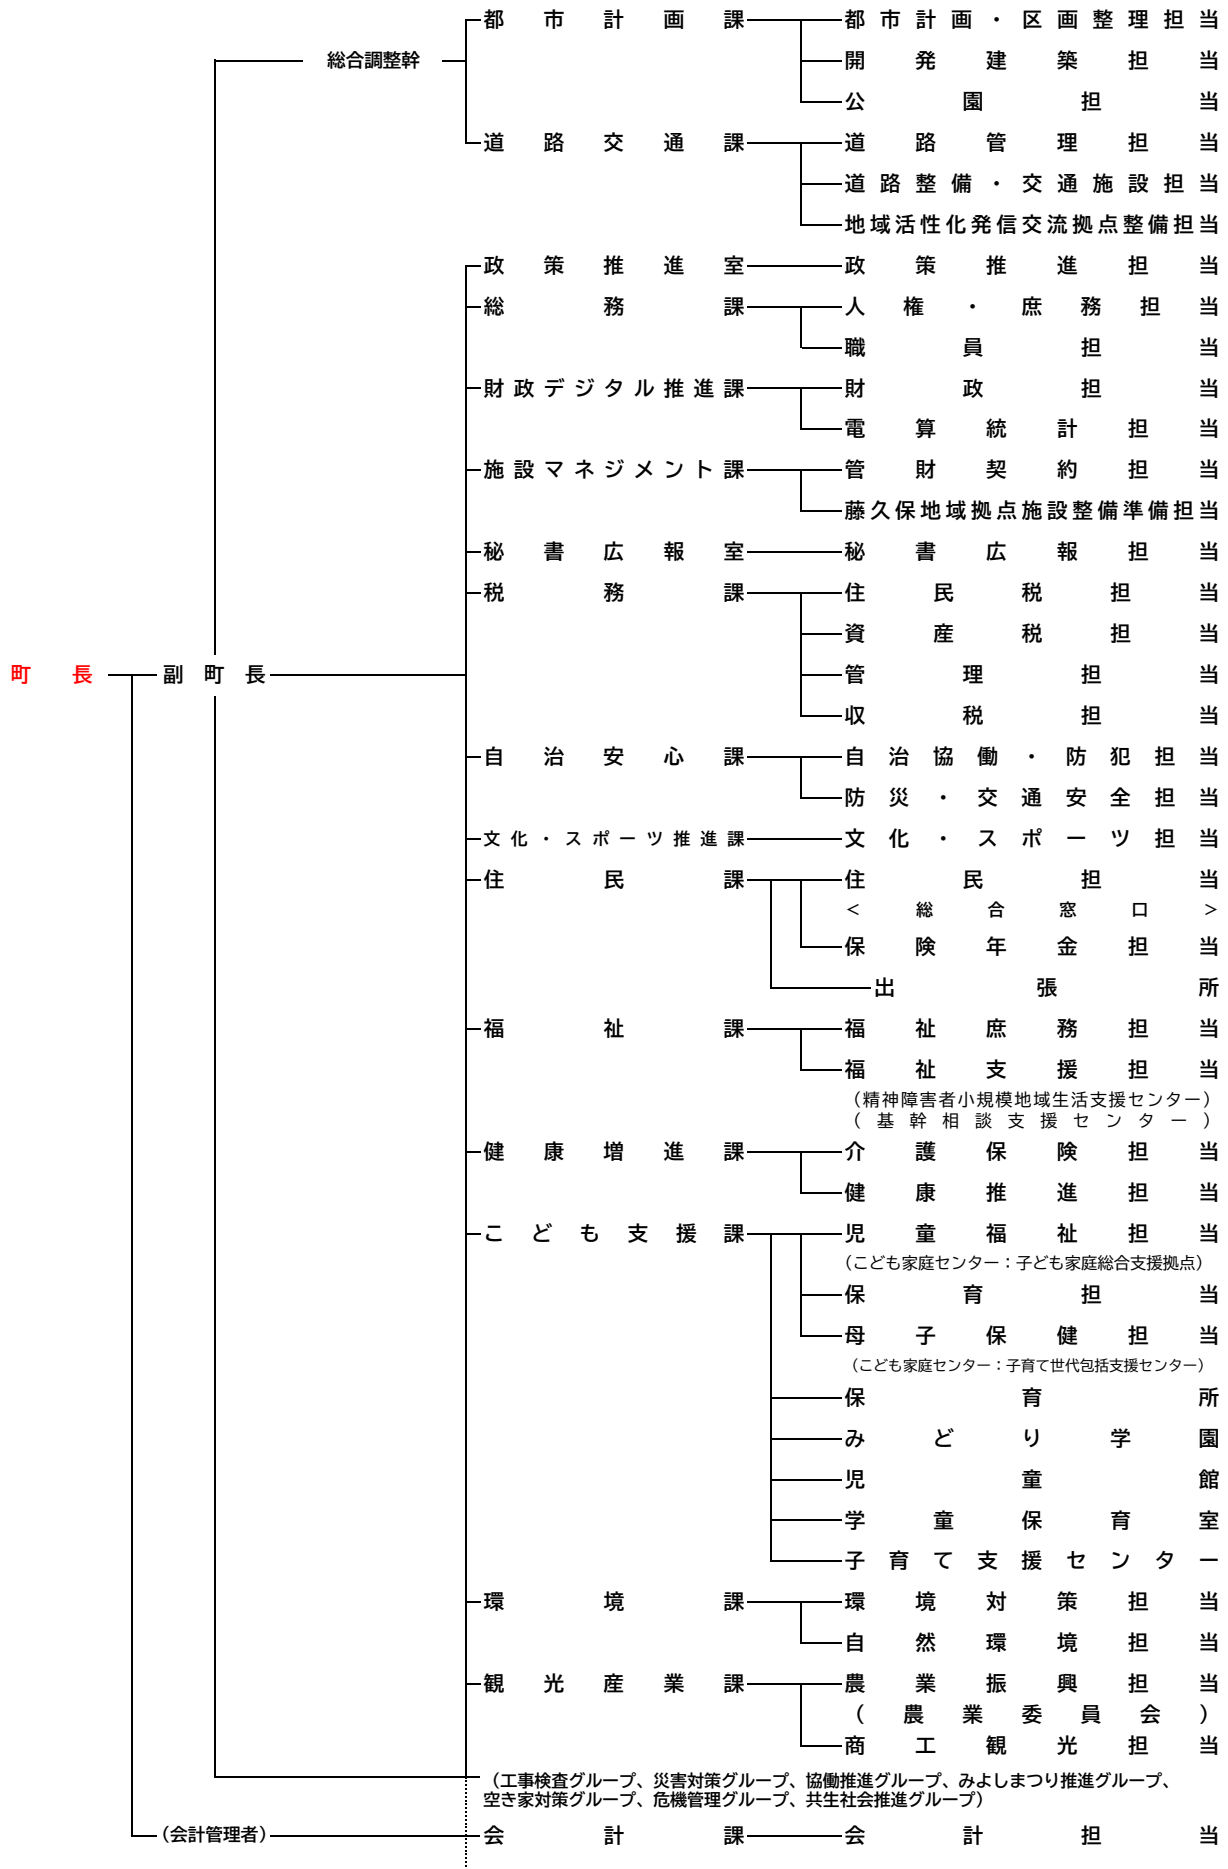 都市計画課 都市計画・区画整理担当
総合調整幹 開発建築担当
公園担当
道路交通課 道路管理担当
道路整備・交通施設担当
地域活性化発信交流拠点整備担当
政策推進室 政策推進担当
総務課 人権・庶務担当
職員担当
財政デジタル推進課 財政担当
電算統計担当
施設マネジメント課 管財契約担当
藤久保地域拠点施設整備準備担当
秘書広報室 秘書広報担当
税務課 住民税担当
資産税担当
町長 副町長 管理担当
収税担当
自治安心課 自治協働・防犯担当
防災・交通安全担当
文化・スポーツ推進課 文化・スポーツ担当
住民課 住民担当
<総合窓口>
保険年金担当
出張所
福祉課 福祉庶務担当
福祉支援担当
（精神障害者小規模地域生活支援センター）
（基幹相談支援センター）
健康増進課 介護保険担当
健康推進担当
こども支援課 児童福祉担当
（こども家庭センター：子ども家庭総合支援拠点）
保育担当
母子保健担当
（こども家庭センター：子育て世代包括支援センター）
保育所
みどり学園
児童館
学童保育室
子育て支援センター
環境課 環境対策担当
自然環境担当
観光産業課 農業振興担当
（農業委員会）
商工観光担当
（工事検査グループ、災害対策グループ、協働推進グループ、みよしまつり推進グループ、
空き家対策グループ、危機管理グループ、共生社会推進グループ）
（会計管理者） 会計課 会計担当